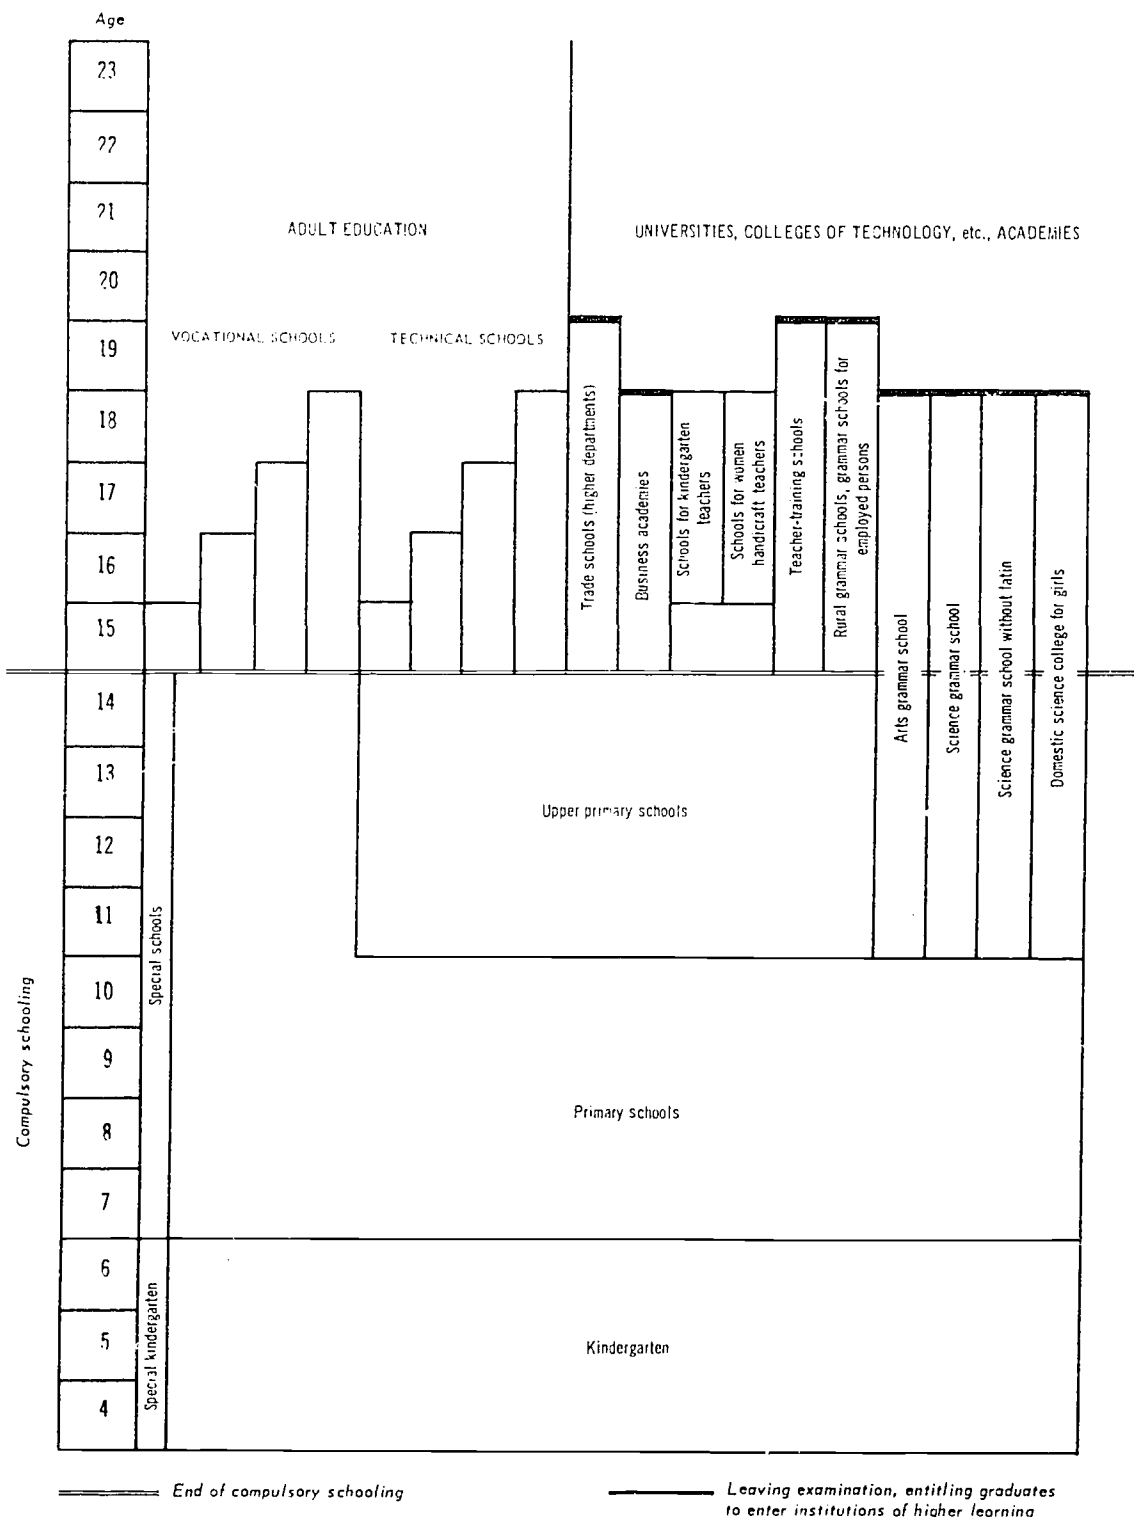 Age
23
22
21
20
19
18
17
16
15
14
13
12
11
10
9
8
7
6
5
4
Compulsory schooling
ADULT EDUCATION
UNIVERSITIES, COLLEGES OF TECHNOLOGY, etc., ACADEMIES
VOCATIONAL SCHOOLS
TECHNICAL SCHOOLS
Trade schools (higher departments)
Business academies
Schools for kindergarten
teachers
Schools for women
handicraft teachers
Teacher-training schools
Rural grammar schools, grammar schools for
employed persons
Arts grammar school
Science grammar school
Science grammar school without latin
Domestic science college for girls
Upper primary schools
Special schools
Primary schools
Special kindergarten
Kindergarten
End of compulsory schooling
Leaving examination, entitling graduates
to enter institutions of higher learning